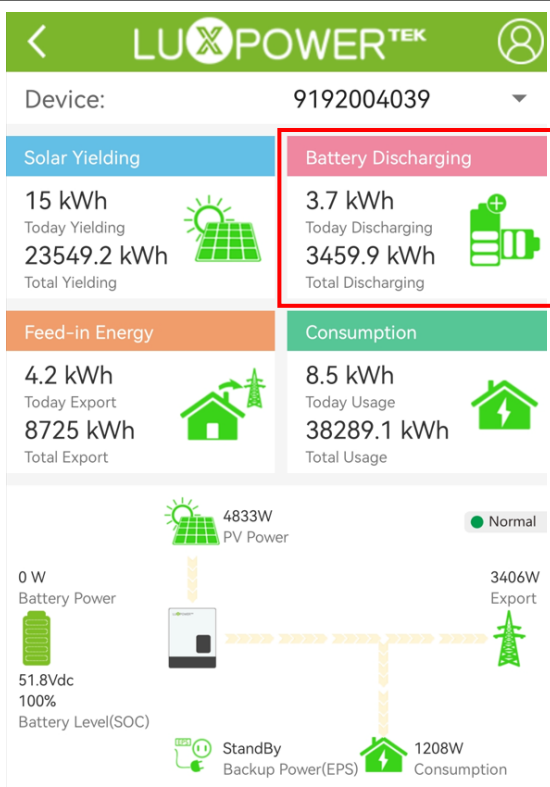 LUXPOWERTEK
Device: 9192004039
Solar Yielding
15 kWh
Today Yielding
23549.2 kWh
Total Yielding
Battery Discharging
3.7 kWh
Today Discharging
3459.9 kWh
Total Discharging
Feed-in Energy
4.2 kWh
Today Export
8725 kWh
Total Export
Consumption
8.5 kWh
Today Usage
38289.1 kWh
Total Usage
4833W
PV Power
Normal
0 W
Battery Power
3406W
Export
51.8Vdc
100%
Battery Level(SOC)
EPS
StandBy
Backup Power(EPS)
1208W
Consumption